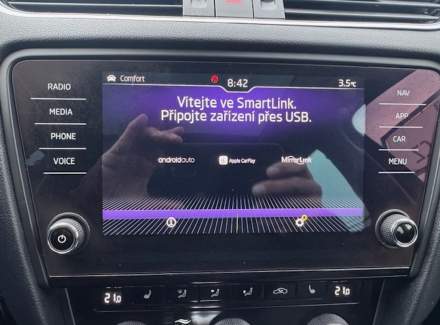 Comfort 8:42 3.5°C
RADIO
MEDIA
PHONE
VOICE
Vítejte ve SmartLink.
Připojte zařízení přes USB.
androidauto Apple CarPlay MirrorLink
NAV
APP
CAR
MENU
21.0 21.0